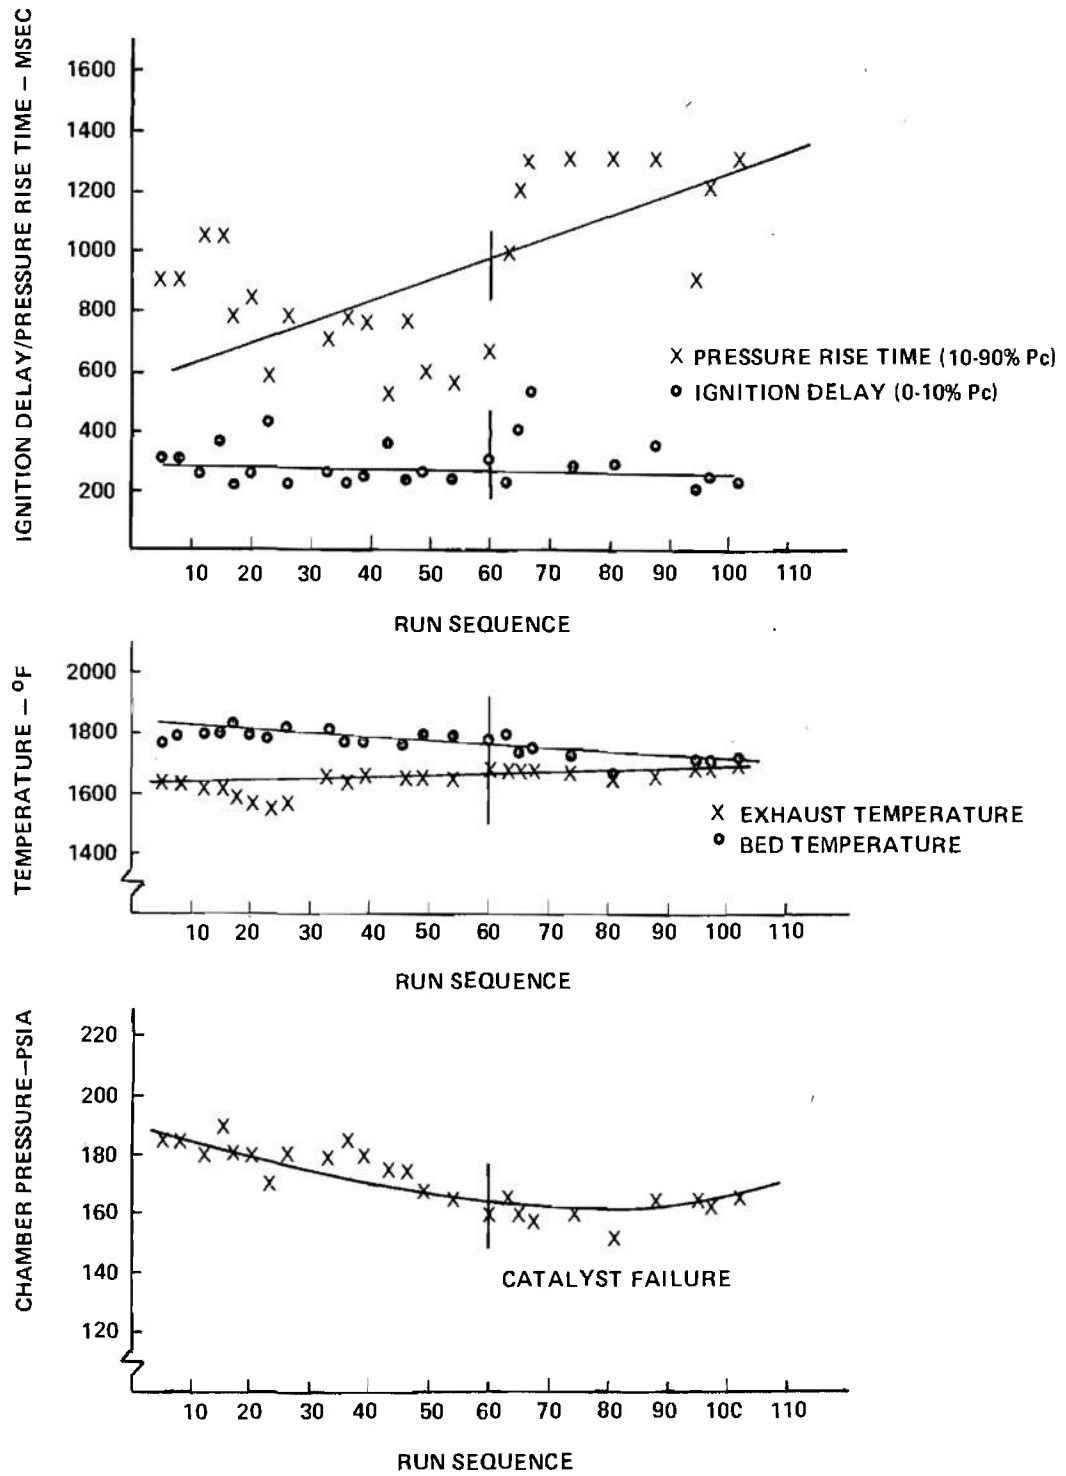 IGNITION DELAY/PRESSURE RISE TIME – MSEC
1600
1400
1200
1000
800
600
400
200
X PRESSURE RISE TIME (10-90% Pc)
o IGNITION DELAY (0-10% Pc)
10 20 30 40 50 60 70 80 90 100 110
RUN SEQUENCE
TEMPERATURE – °F
2000
1800
1600
1400
X EXHAUST TEMPERATURE
o BED TEMPERATURE
10 20 30 40 50 60 70 80 90 100 110
RUN SEQUENCE
CHAMBER PRESSURE–PSIA
220
200
180
160
140
120
CATALYST FAILURE
10 20 30 40 50 60 70 80 90 100 110
RUN SEQUENCE